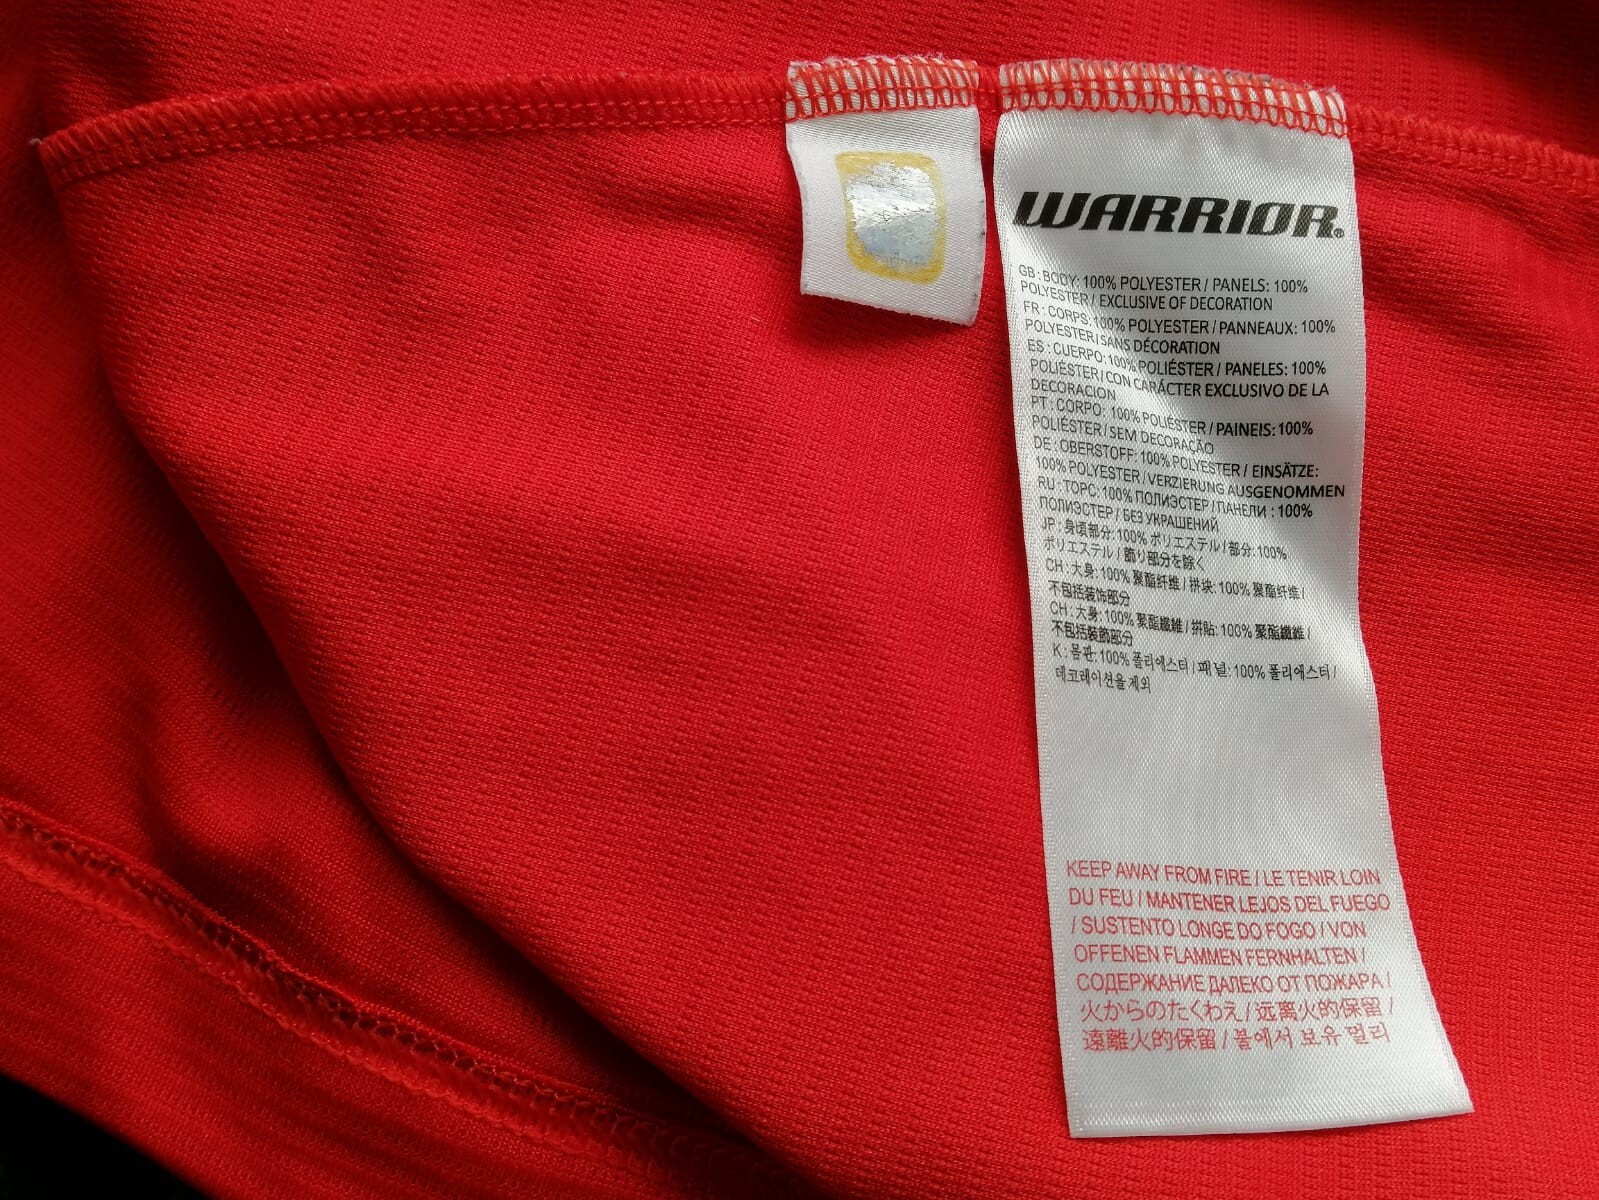 WARRIOR®
GB : BODY: 100% POLYESTER / PANELS: 100%
POLYESTER / EXCLUSIVE OF DECORATION
FR : CORPS: 100% POLYESTER / PANNEAUX: 100%
POLYESTER / SANS DÉCORATION
ES : CUERPO: 100% POLIÉSTER / PANELES: 100%
POLIÉSTER / CON CARÁCTER EXCLUSIVO DE LA
DECORACION
PT : CORPO: 100% POLIÉSTER / PAINEIS: 100%
POLIÉSTER / SEM DECORAÇÃO
DE : OBERSTOFF: 100% POLYESTER / EINSÄTZE:
100% POLYESTER / VERZIERUNG AUSGENOMMEN
RU : ТОРС: 100% ПОЛИЭСТЕР / ПАНЕЛИ : 100%
ПОЛИЭСТЕР / БЕЗ УКРАШЕНИЙ
JP : 身頃部分: 100% ポリエステル / 部分: 100%
ポリエステル / 飾り部分を除く
CH : 大身: 100% 聚酯纤维 / 拼块: 100% 聚酯纤维 /
不包括装饰部分
CH : 大身: 100% 聚酯纖維 / 拼貼: 100% 聚酯纖維 /
不包括裝飾部分
K : 몸판: 100% 폴리에스터 / 패널: 100% 폴리에스터 /
데코레이션을 제외
KEEP AWAY FROM FIRE / LE TENIR LOIN
DU FEU / MANTENER LEJOS DEL FUEGO
/ SUSTENTO LONGE DO FOGO / VON
OFFENEN FLAMMEN FERNHALTEN /
СОДЕРЖАНИЕ ДАЛЕКО ОТ ПОЖАРА /
火からのたくわえ / 远离火的保留 /
遠離火的保留 / 불에서 보유 멀리